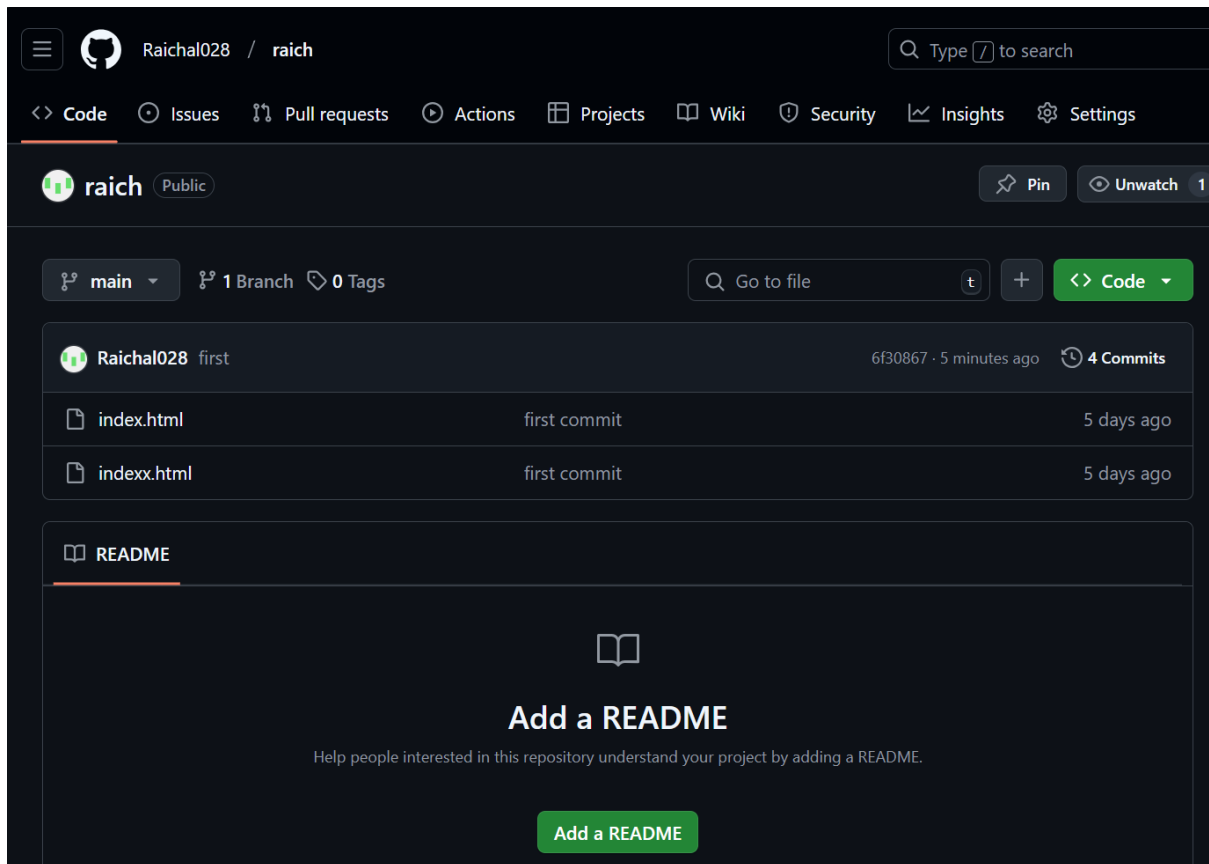 Raichal028 / raich
Type / to search
Code Issues Pull requests Actions Projects Wiki Security Insights Settings
raich Public Pin Unwatch 1
main 1 Branch 0 Tags Go to file t + Code
Raichal028 first 6f30867 · 5 minutes ago 4 Commits
index.html first commit 5 days ago
indexx.html first commit 5 days ago
README
Add a README
Help people interested in this repository understand your project by adding a README.
Add a README